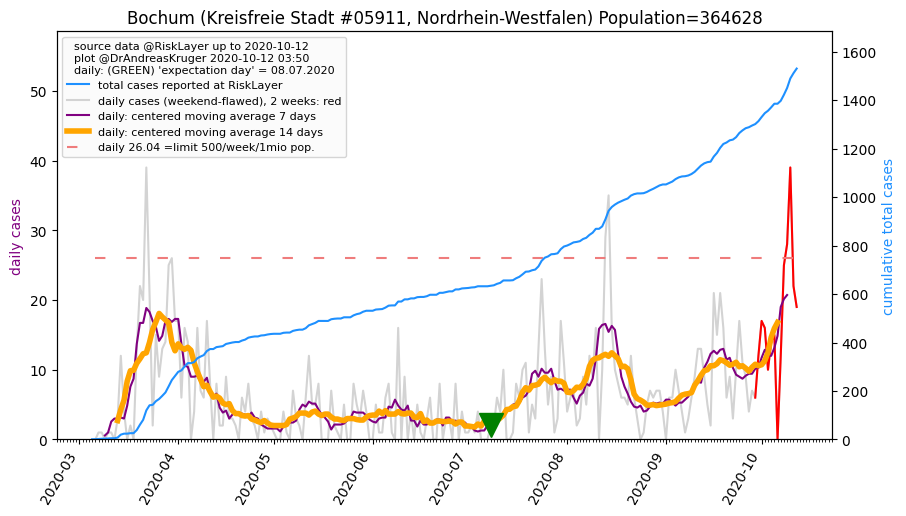 Bochum (Kreisfreie Stadt #05911, Nordrhein-Westfalen) Population=364628
source data @RiskLayer up to 2020-10-12
plot @DrAndreasKruger 2020-10-12 03:50
daily: (GREEN) 'expectation day' = 08.07.2020
total cases reported at RiskLayer
daily cases (weekend-flawed), 2 weeks: red
daily: centered moving average 7 days
daily: centered moving average 14 days
daily 26.04 =limit 500/week/1mio pop.
daily cases
50
40
30
20
10
0
1600
1400
1200
1000
800
600
400
200
0
cumulative total cases
2020-03
2020-04
2020-05
2020-06
2020-07
2020-08
2020-09
2020-10